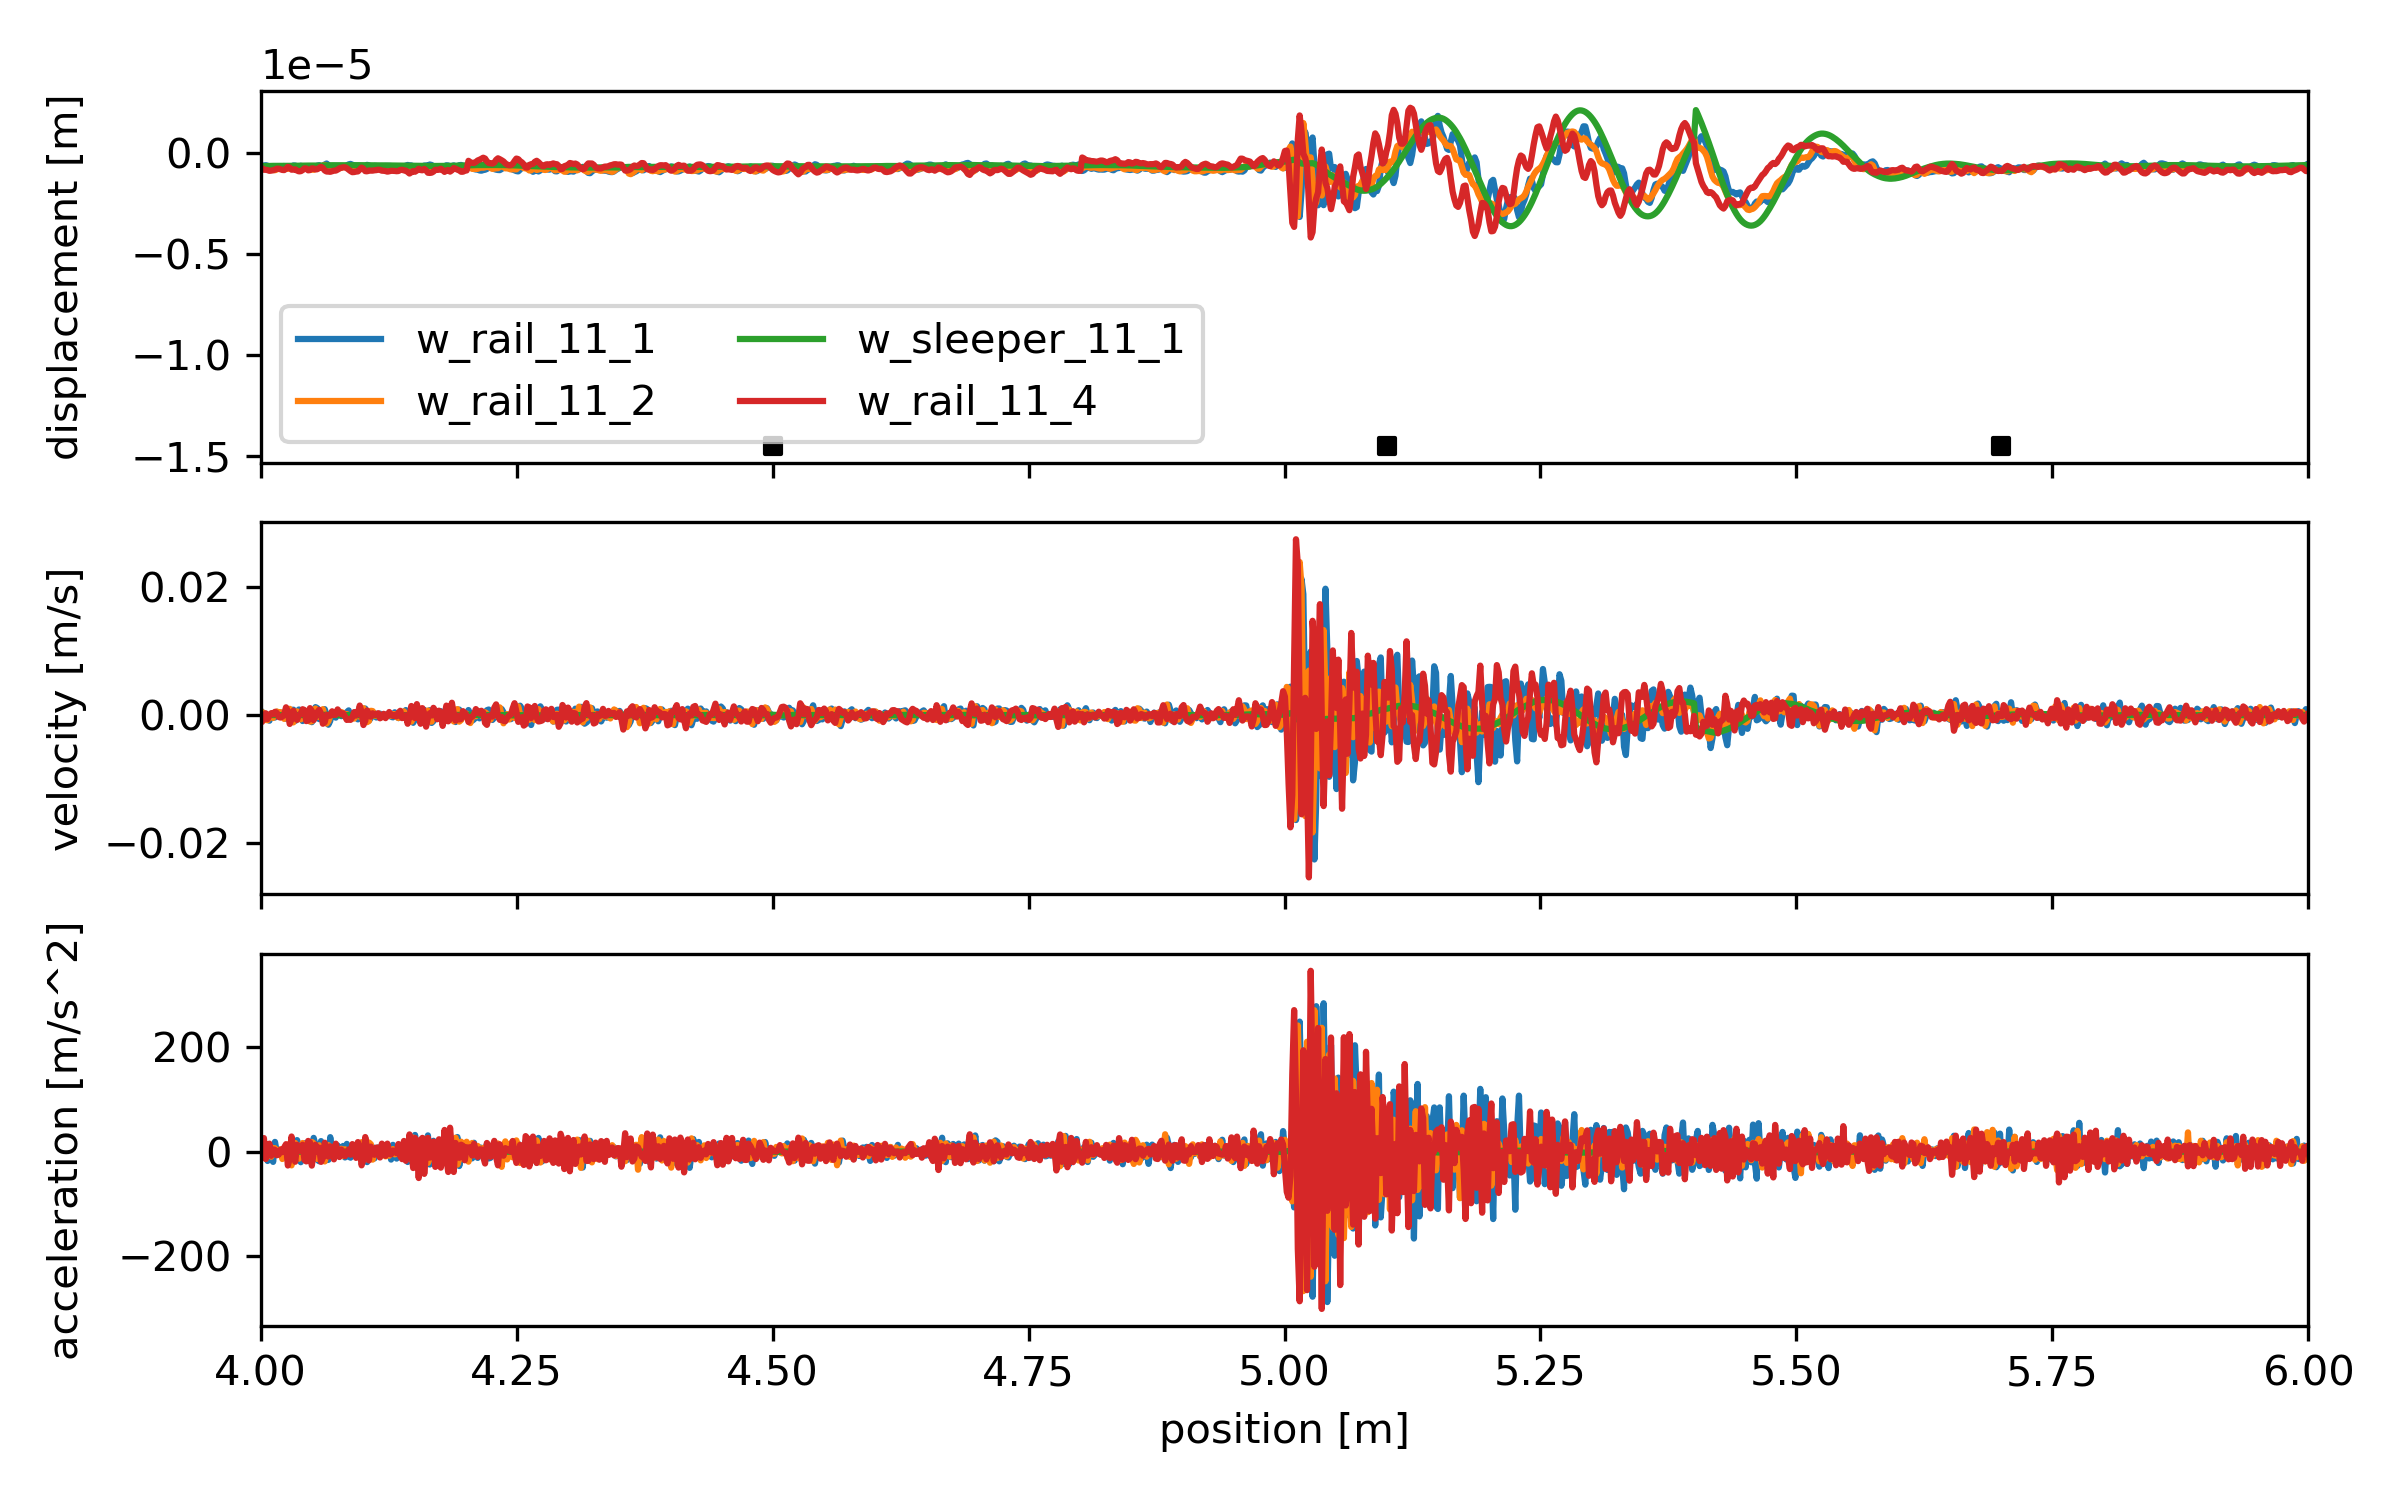 1e−5
displacement [m]
0.0
−0.5
−1.0
−1.5
w_rail_11_1
w_rail_11_2
w_sleeper_11_1
w_rail_11_4
velocity [m/s]
0.02
0.00
−0.02
acceleration [m/s^2]
200
0
−200
4.00 4.25 4.50 4.75 5.00 5.25 5.50 5.75 6.00
position [m]